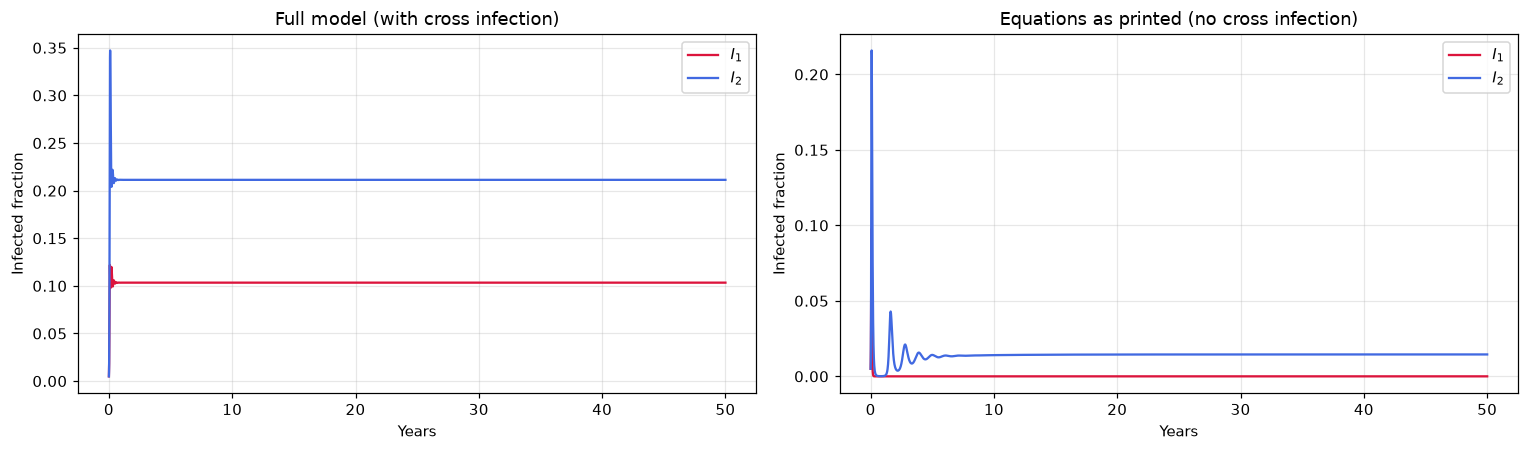 Full model (with cross infection)
Infected fraction
0.35
0.30
0.25
0.20
0.15
0.10
0.05
0.00
I₁
I₂
0 10 20 30 40 50
Years
Equations as printed (no cross infection)
Infected fraction
0.20
0.15
0.10
0.05
0.00
I₁
I₂
0 10 20 30 40 50
Years